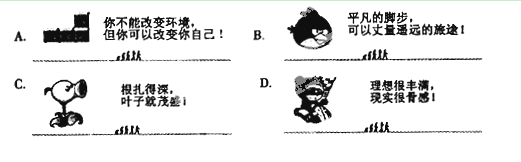 A. 你不能改变环境，
但你可以改变你自己！
B. 平凡的脚步，
可以丈量遥远的旅途！
C. 根扎得深，
叶子就茂盛！
D. 理想很丰满，
现实很骨感！